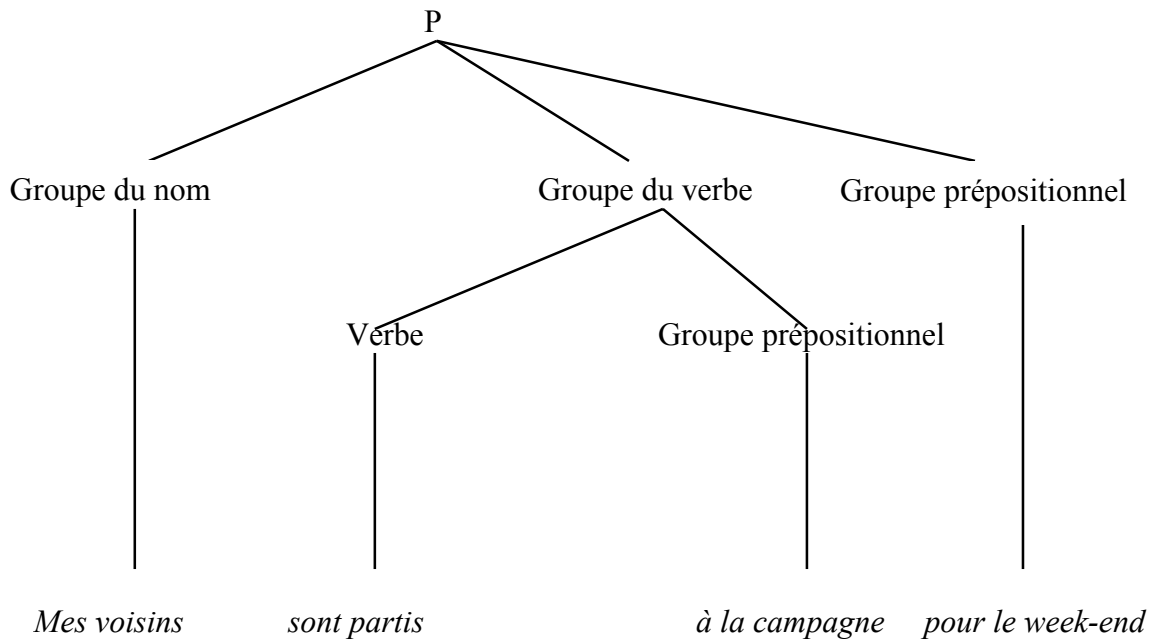 P
Groupe du nom Groupe du verbe Groupe prépositionnel
Verbe Groupe prépositionnel
Mes voisins sont partis à la campagne pour le week-end